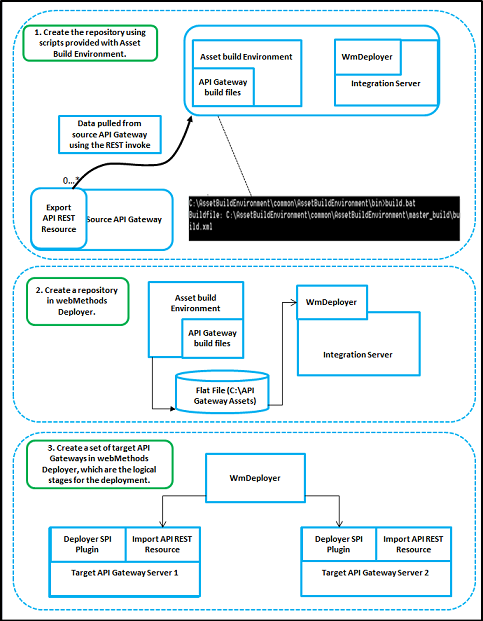 1. Create the repository using
scripts provided with Asset
Build Environment.
Asset build Environment
API Gateway
build files
WmDeployer
Integration Server
Data pulled from
source API Gateway
using the REST invoke
0...*
Export
API REST
Resource
Source API Gateway
C:\AssetBuildEnvironment\common\AssetBuildEnvironment\bin>build.bat
Buildfile: C:\AssetBuildEnvironment\common\AssetBuildEnvironment\master_build\bu
ild.xml
2. Create a repository
in webMethods
Deployer.
Asset build
Environment
API Gateway
build files
WmDeployer
Integration Server
Flat File (C:\API
Gateway Assets)
3. Create a set of target API
Gateways in webMethods
Deployer, which are the logical
stages for the deployment.
WmDeployer
Deployer SPI
Plugin
Import API REST
Resource
Target API Gateway Server 1
Deployer SPI
Plugin
Import API REST
Resource
Target API Gateway Server 2